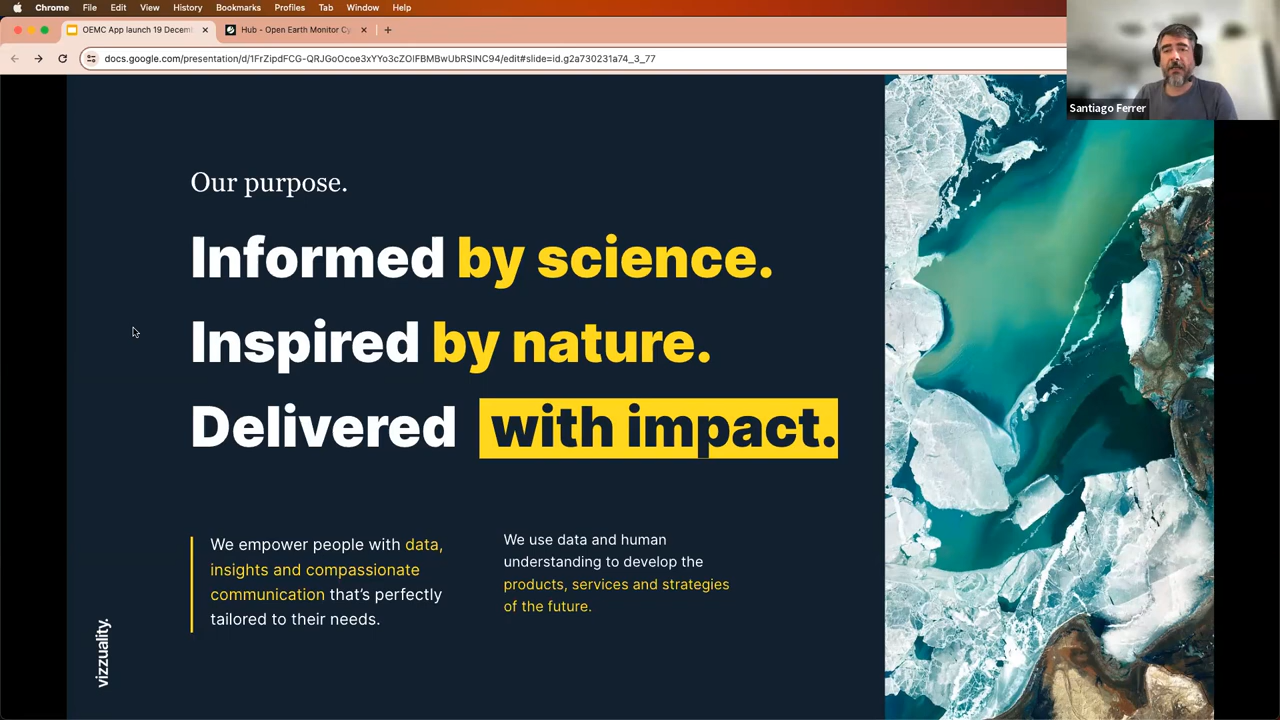 Chrome File Edit View History Bookmarks Profiles Tab Window Help
OEMC App launch 19 Decem
Hub - Open Earth Monitor Cy
docs.google.com/presentation/d/1FrZipdFCG-QRJGoOcoe3xYYo3cZOIFBMBwUbRSINC94/edit#slide=id.g2a730231a74_3_77
Santiago Ferrer
Our purpose.
Informed by science.
Inspired by nature.
Delivered with impact.
We empower people with data,
insights and compassionate
communication that's perfectly
tailored to their needs.
We use data and human
understanding to develop the
products, services and strategies
of the future.
vizzuality.